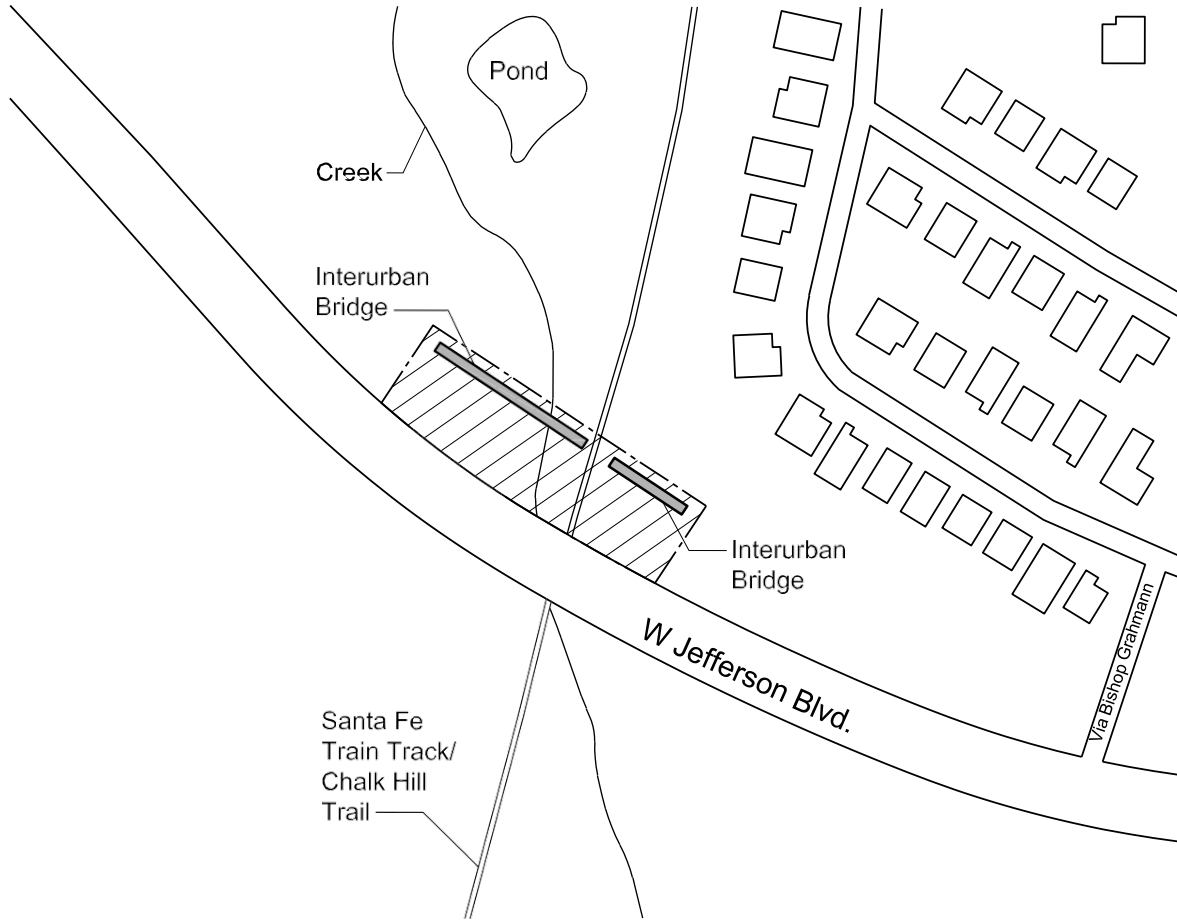 Pond
Creek
Interurban
Bridge
Interurban
Bridge
W Jefferson Blvd.
Via Bishop Grahmann
Santa Fe
Train Track/
Chalk Hill
Trail